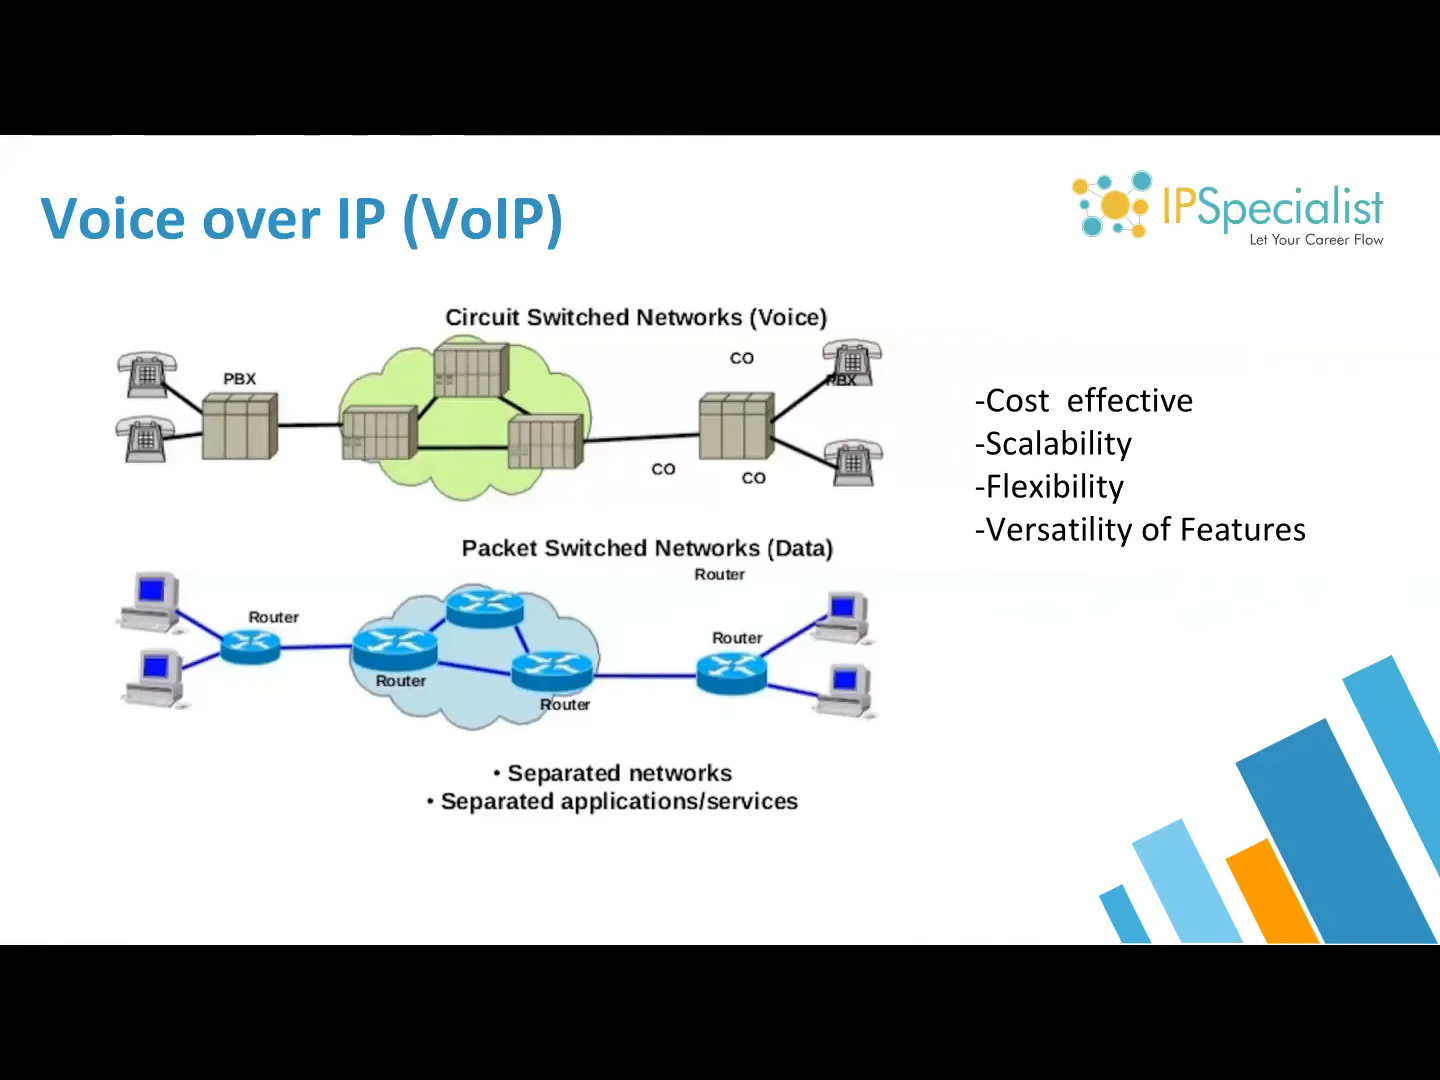 Voice over IP (VoIP)
IPSpecialist
Let Your Career Flow
Circuit Switched Networks (Voice)
CO
PBX
PBX
CO
CO
-Cost  effective
-Scalability
-Flexibility
-Versatility of Features
Packet Switched Networks (Data)
Router
Router
Router
Router
Router
• Separated networks
• Separated applications/services